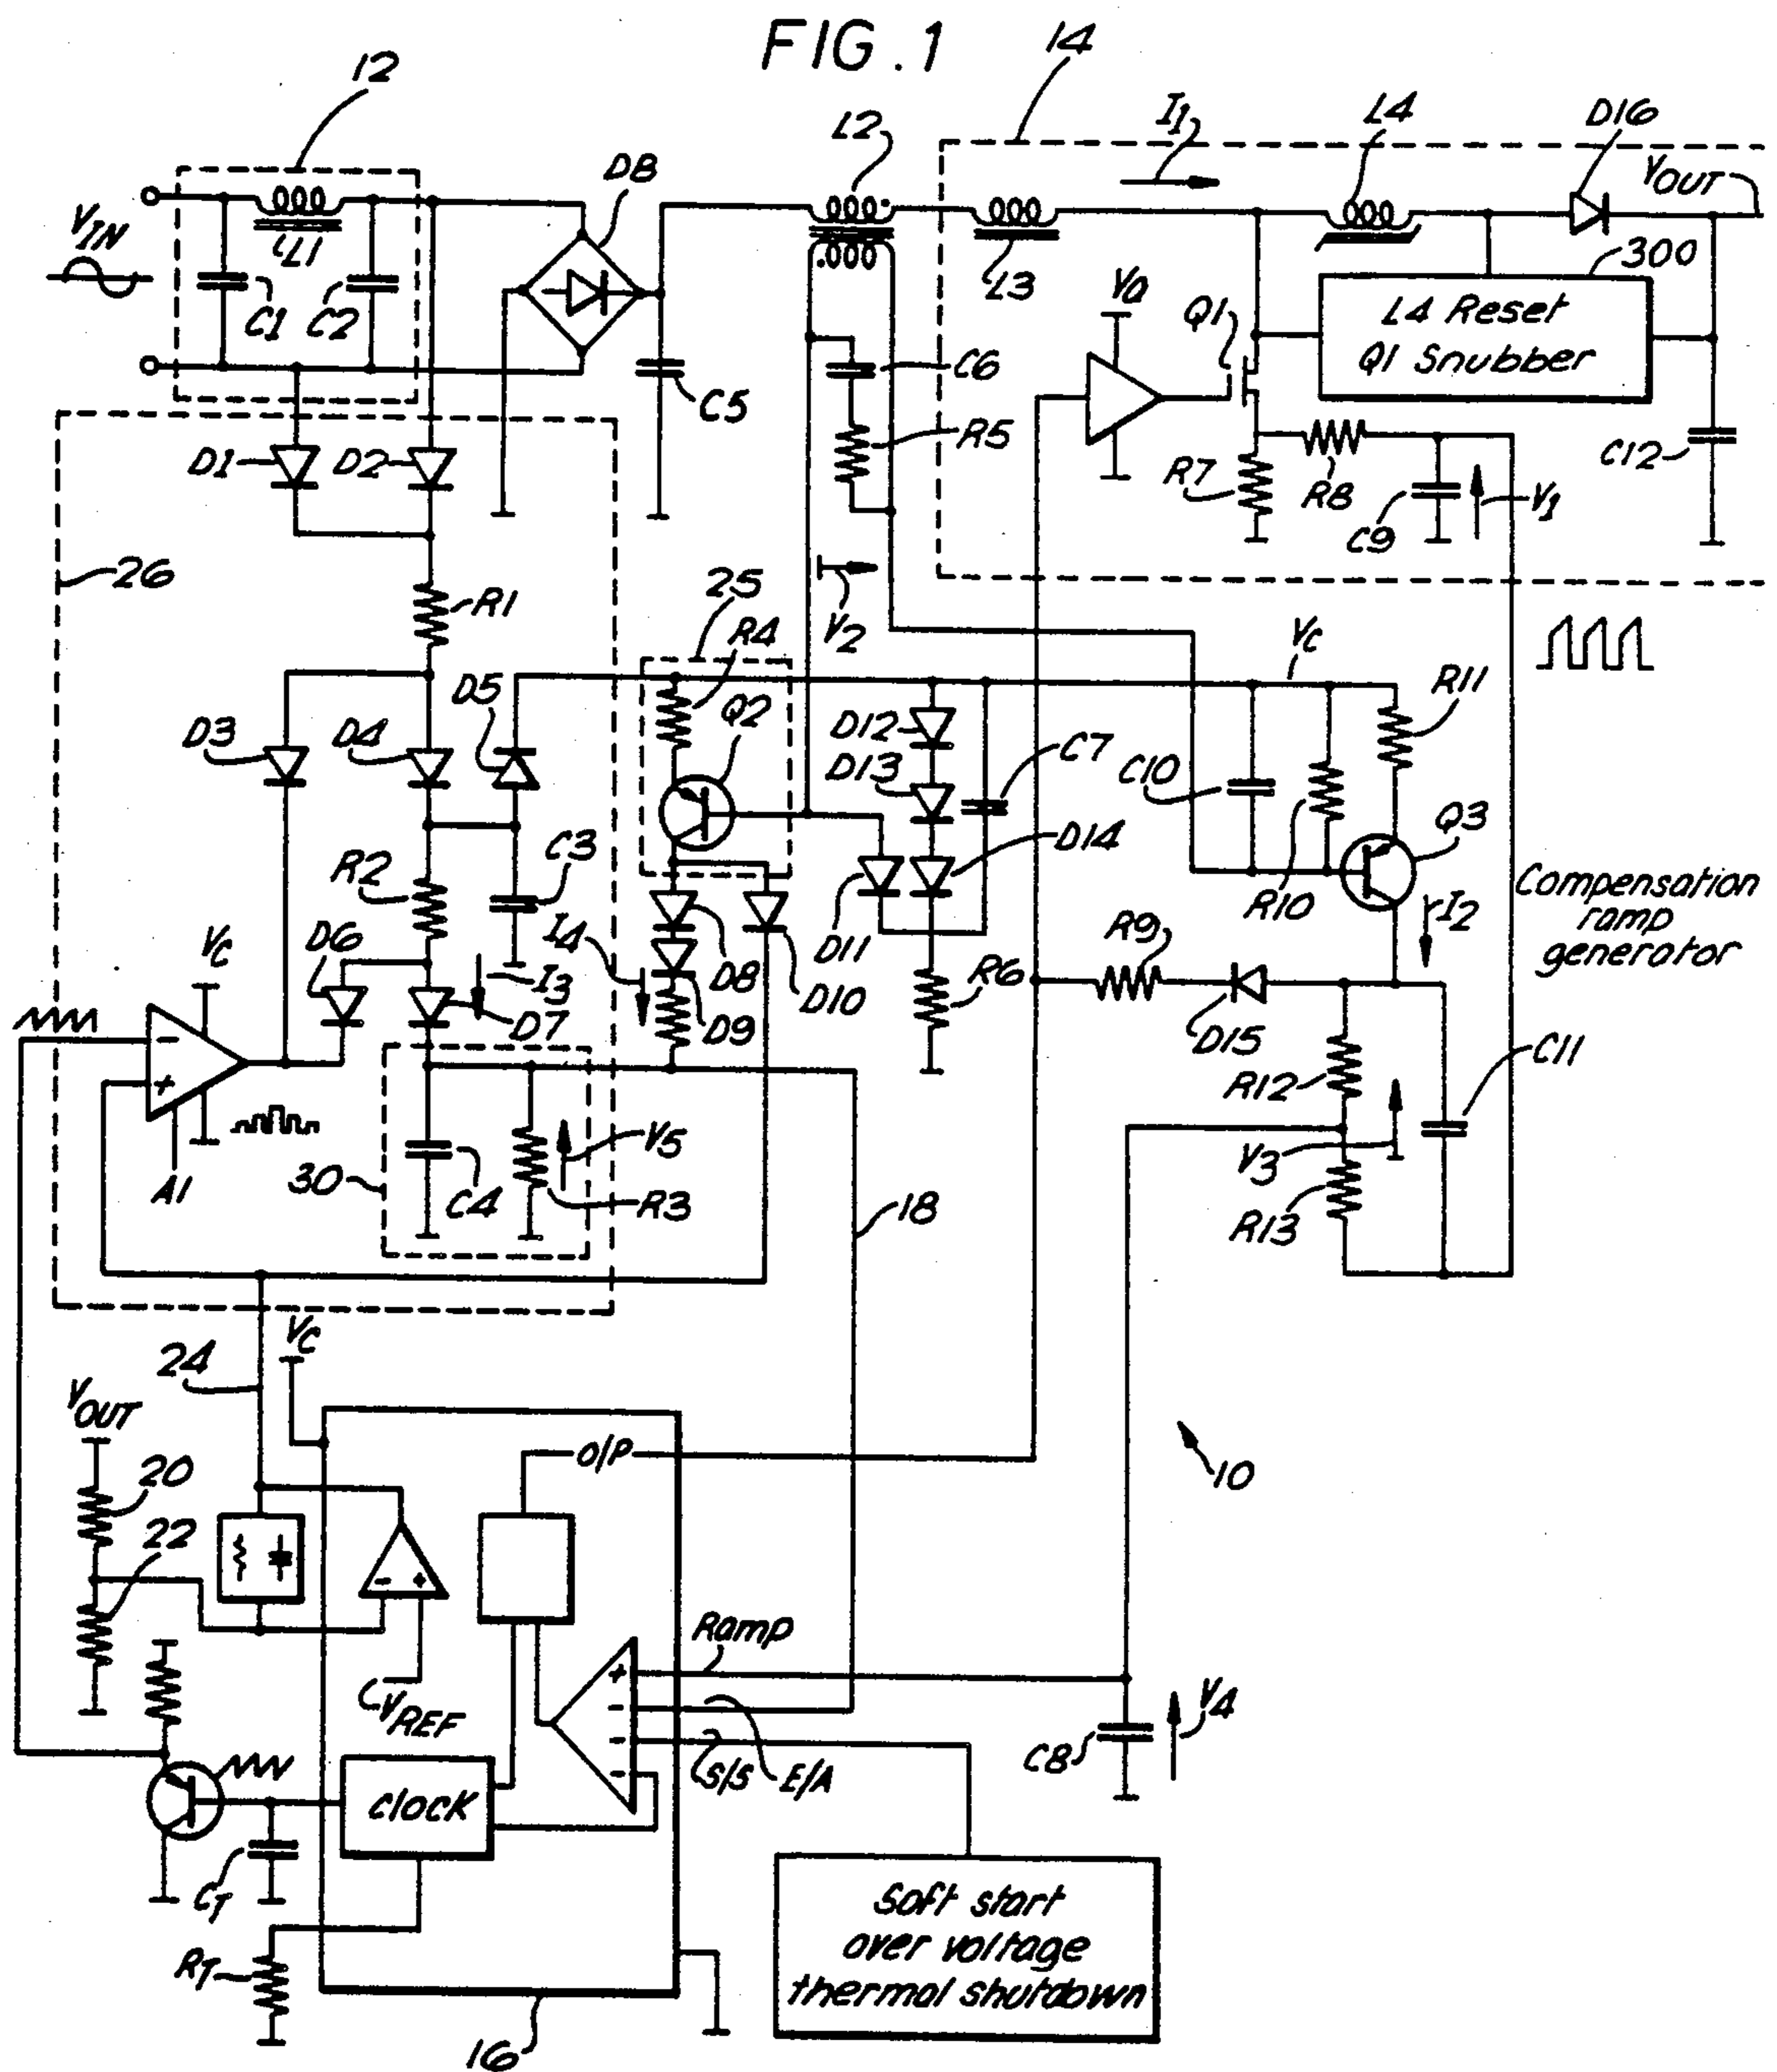 FIG. 1
12
14
L2
I1
L4
D16
DB
VOUT
VIN
L1
C1
C2
L3
300
L4 Reset
Q1 Snubber
Va
Q1
C6
C5
R5
C12
D1
D2
R7
R8
C9
V1
26
25
V2
R1
R4
VC
R11
D3
D4
D5
Q2
D12
D13
C7
C10
Q3
R2
C3
D14
R10
VC
D6
I3
I4
D8
D11
R9
I2
Compensation
ramp
generator
D7
D9
D10
R6
D15
C11
-
+
R12
A1
30
C4
V5
R3
18
V3
R13
VC
24
VOUT
20
O/P
10
22
- +
VREF
Ramp
+
-
-
-
V4
C8
S/S
E/A
clock
CT
RT
Soft start
over voltage
thermal shutdown
16